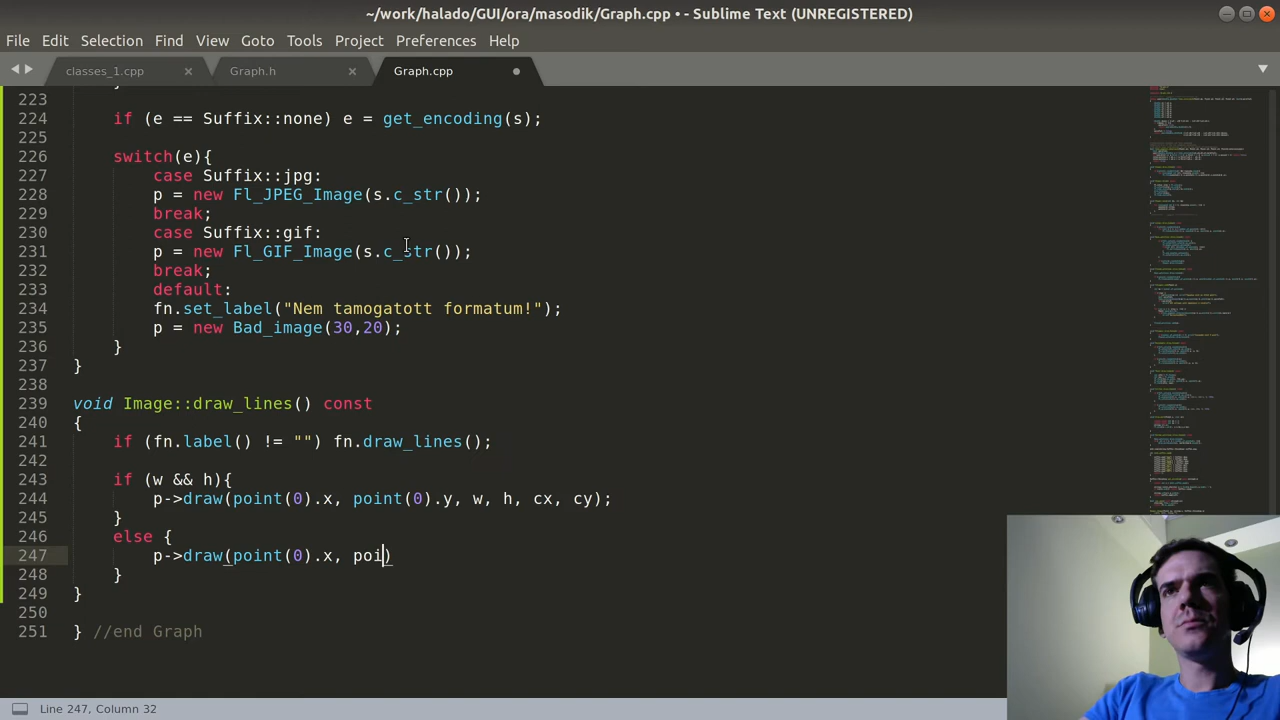 ~/work/halado/GUI/ora/masodik/Graph.cpp • - Sublime Text (UNREGISTERED)
File Edit Selection Find View Goto Tools Project Preferences Help
classes_1.cpp Graph.h Graph.cpp
223
224 if (e == Suffix::none) e = get_encoding(s);
225
226 switch(e){
227 case Suffix::jpg:
228 p = new Fl_JPEG_Image(s.c_str());
229 break;
230 case Suffix::gif:
231 p = new Fl_GIF_Image(s.c_str());
232 break;
233 default:
234 fn.set_label("Nem tamogatott formatum!");
235 p = new Bad_image(30,20);
236 }
237 }
238
239 void Image::draw_lines() const
240 {
241 if (fn.label() != "") fn.draw_lines();
242
243 if (w && h){
244 p->draw(point(0).x, point(0).y, w, h, cx, cy);
245 }
246 else {
247 p->draw(point(0).x, poi)
248 }
249 }
250
251 } //end Graph
Line 247, Column 32